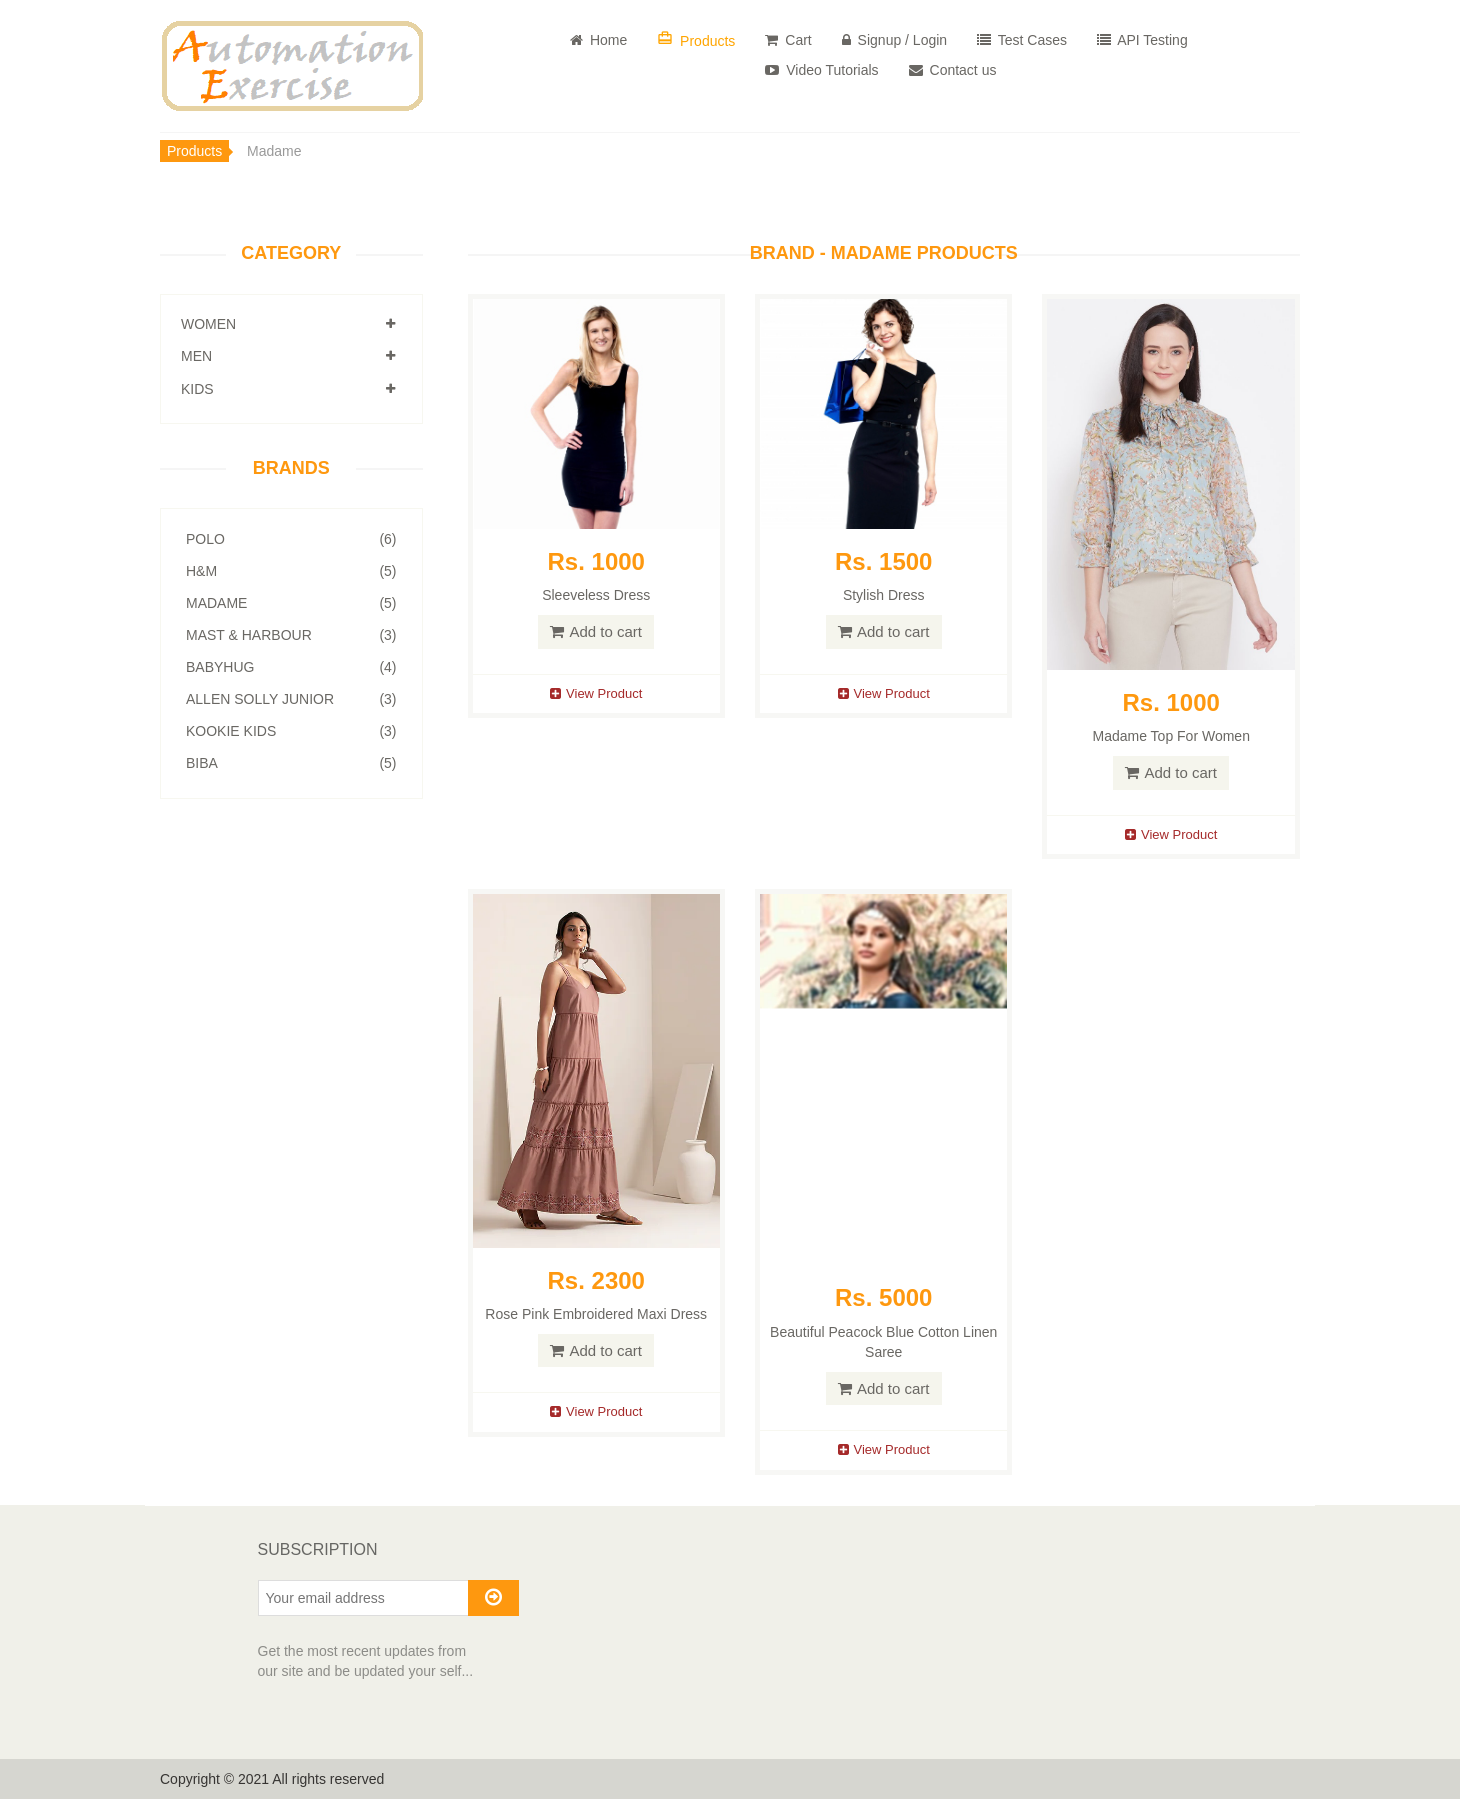 Automation
Exercise
Home
Products
Cart
Signup / Login
Test Cases
API Testing
Video Tutorials
Contact us
Products
Madame
CATEGORY
WOMEN
MEN
KIDS
BRANDS
POLO (6)
H&M (5)
MADAME (5)
MAST & HARBOUR (3)
BABYHUG (4)
ALLEN SOLLY JUNIOR (3)
KOOKIE KIDS (3)
BIBA (5)
BRAND - MADAME PRODUCTS
Rs. 1000
Sleeveless Dress
Add to cart
View Product
Rs. 1500
Stylish Dress
Add to cart
View Product
Rs. 1000
Madame Top For Women
Add to cart
View Product
Rs. 2300
Rose Pink Embroidered Maxi Dress
Add to cart
View Product
Rs. 5000
Beautiful Peacock Blue Cotton Linen
Saree
Add to cart
View Product
SUBSCRIPTION
Your email address
Get the most recent updates from
our site and be updated your self...
Copyright © 2021 All rights reserved